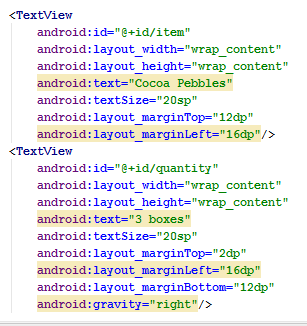 <TextView
android:id="@+id/item"
android:layout_width="wrap_content"
android:layout_height="wrap_content"
android:text="Cocoa Pebbles"
android:textSize="20sp"
android:layout_marginTop="12dp"
android:layout_marginLeft="16dp"/>
<TextView
android:id="@+id/quantity"
android:layout_width="wrap_content"
android:layout_height="wrap_content"
android:text="3 boxes"
android:textSize="20sp"
android:layout_marginTop="2dp"
android:layout_marginLeft="16dp"
android:layout_marginBottom="12dp"
android:gravity="right"/>